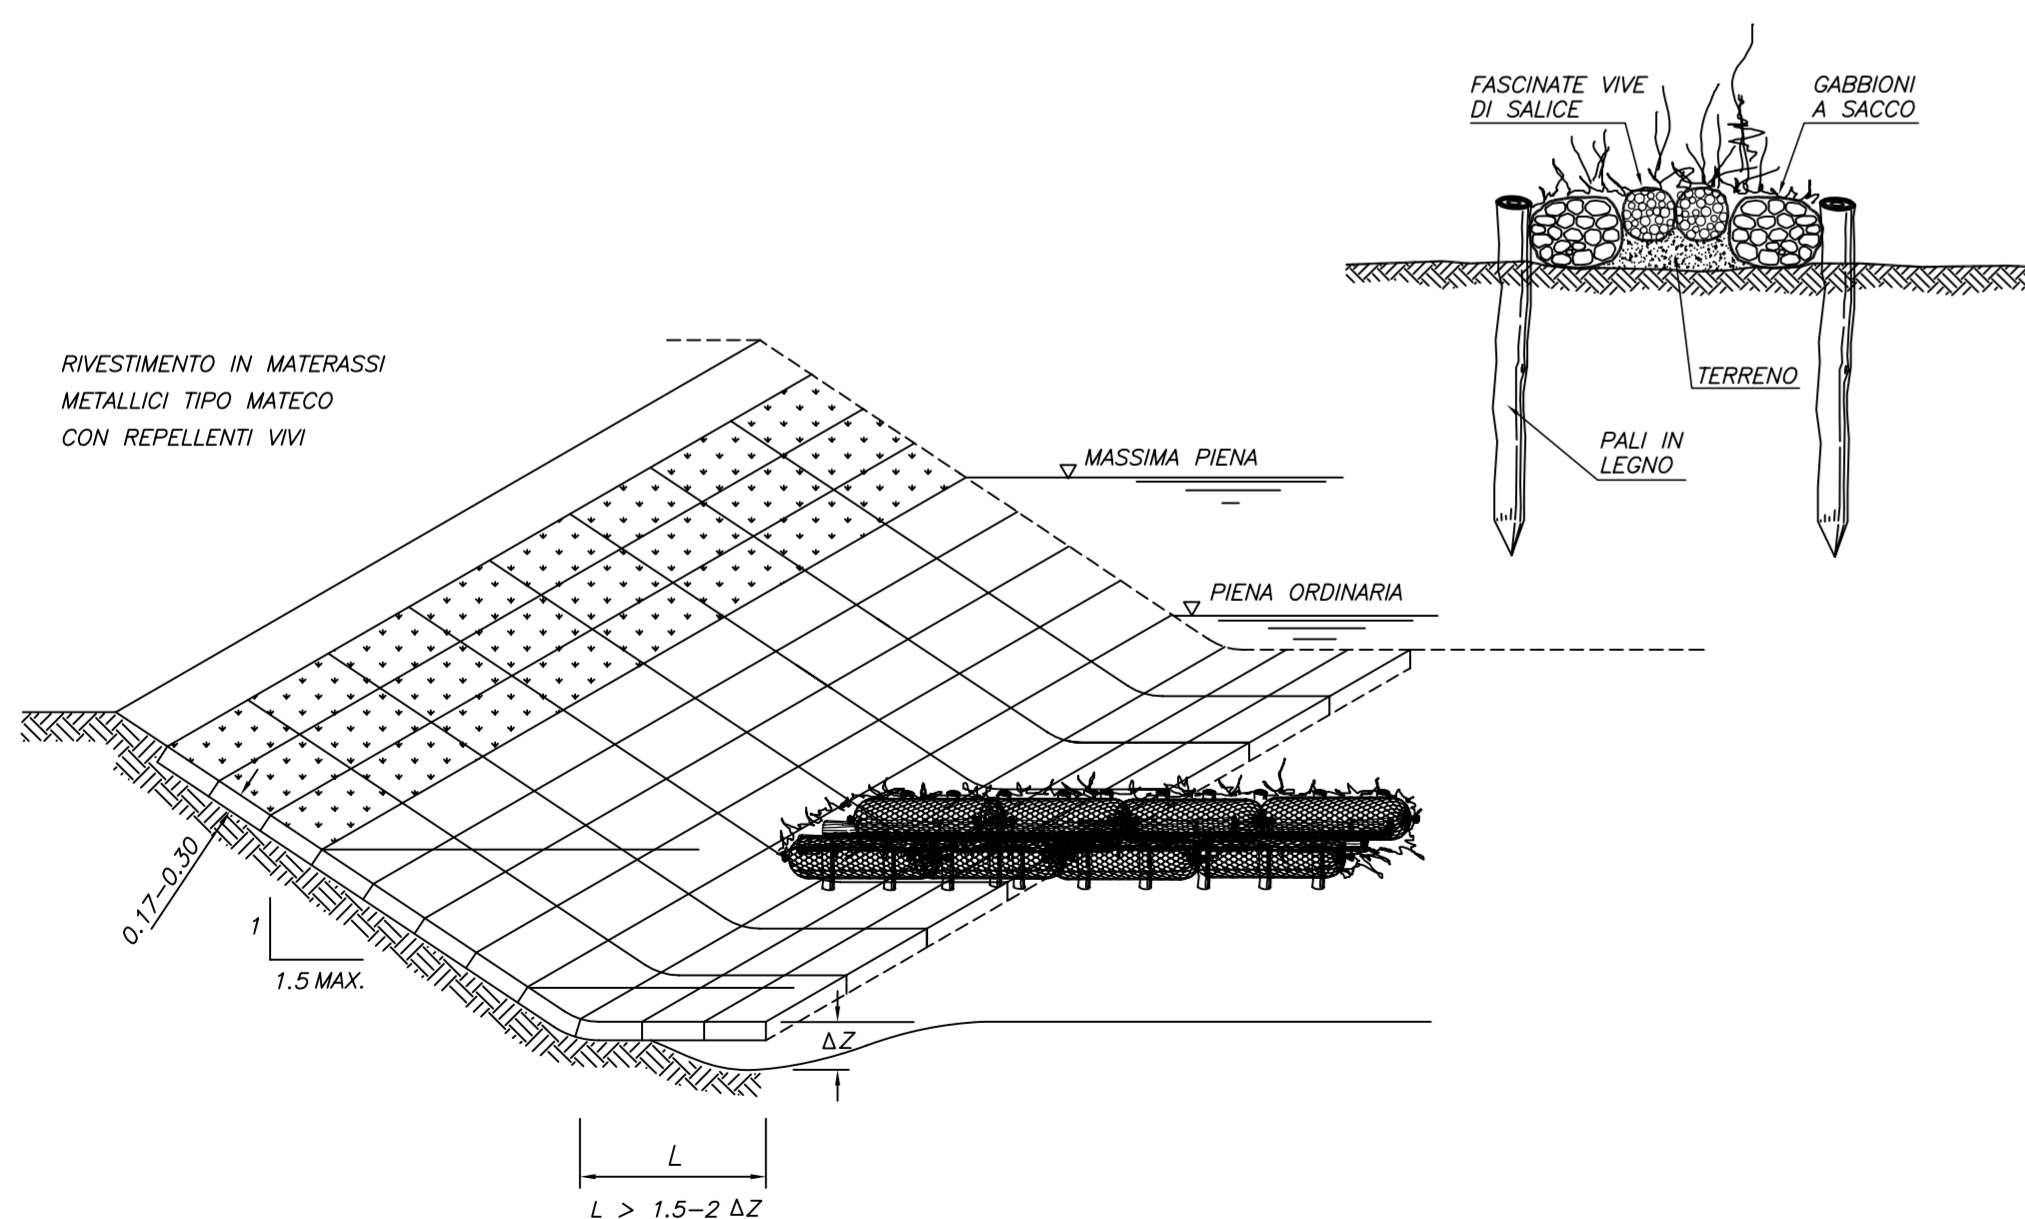 FASCINATE VIVE
DI SALICE
GABBIONI
A SACCO
RIVESTIMENTO IN MATERASSI
METALLICI TIPO MATECO
CON REPELLENTI VIVI
TERRENO
PALI IN
LEGNO
MASSIMA PIENA
PIENA ORDINARIA
0.17-0.30
1
1.5 MAX.
ΔZ
L
L > 1.5-2 ΔZ